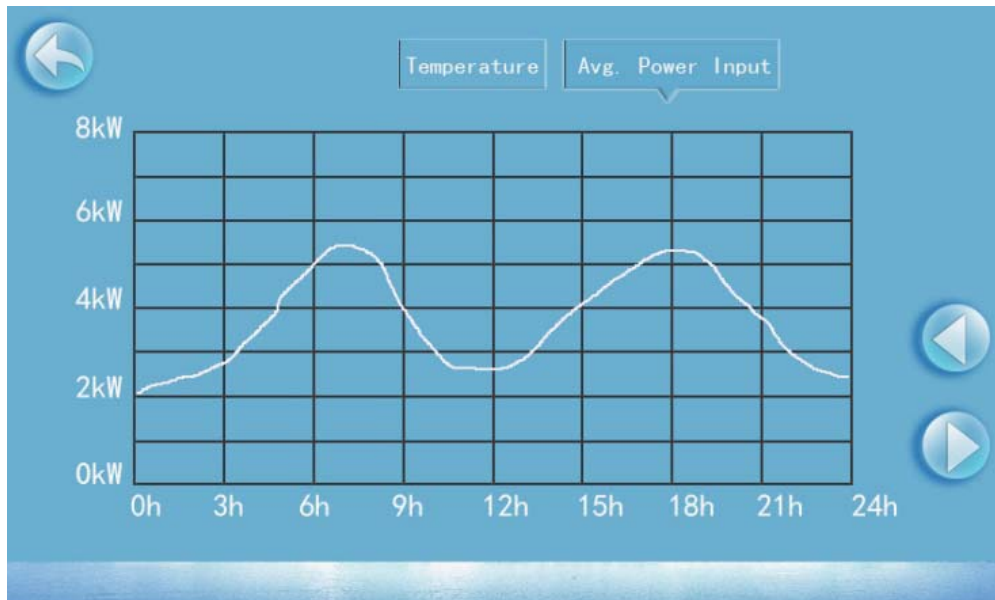 Temperature
Avg. Power Input
8kW
6kW
4kW
2kW
0kW
0h 3h 6h 9h 12h 15h 18h 21h 24h